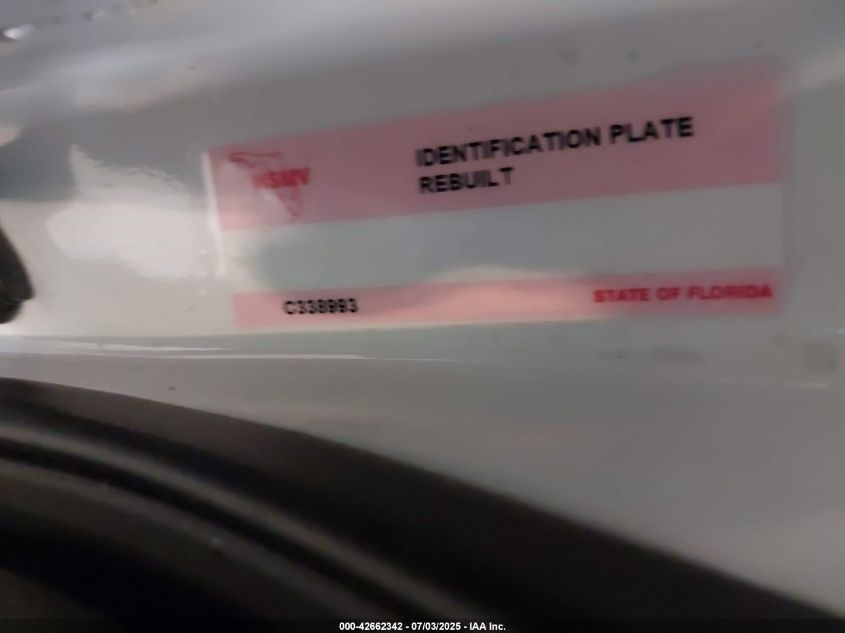 HSMV
IDENTIFICATION PLATE
REBUILT
C338993
STATE OF FLORIDA
000-42662342 - 07/03/2025 - IAA Inc.